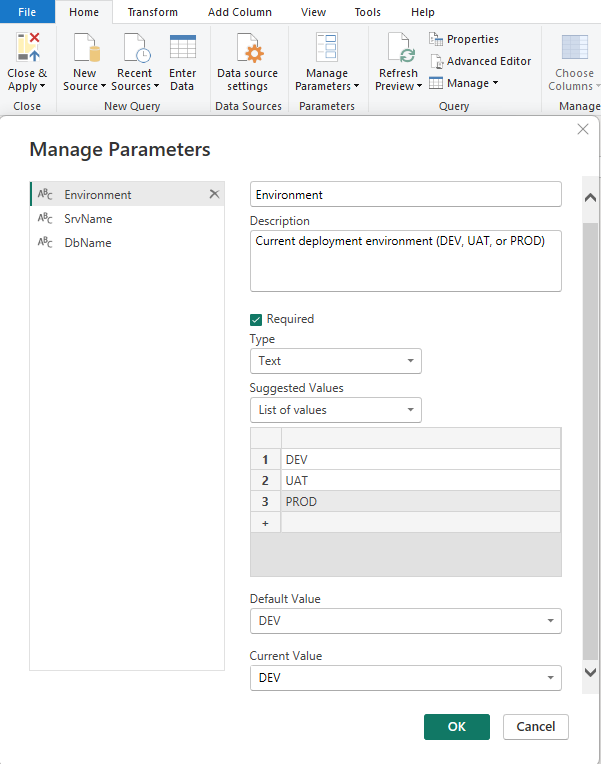 File Home Transform Add Column View Tools Help
Close & Apply
New Source
Recent Sources
Enter Data
Data source settings
Manage Parameters
Refresh Preview
Properties
Advanced Editor
Manage
Choose Columns
Close New Query Data Sources Parameters Query Manage
Manage Parameters
ABC Environment
ABC SrvName
ABC DbName
Environment
Description
Current deployment environment (DEV, UAT, or PROD)
Required
Type
Text
Suggested Values
List of values
1 DEV
2 UAT
3 PROD
+
Default Value
DEV
Current Value
DEV
OK Cancel